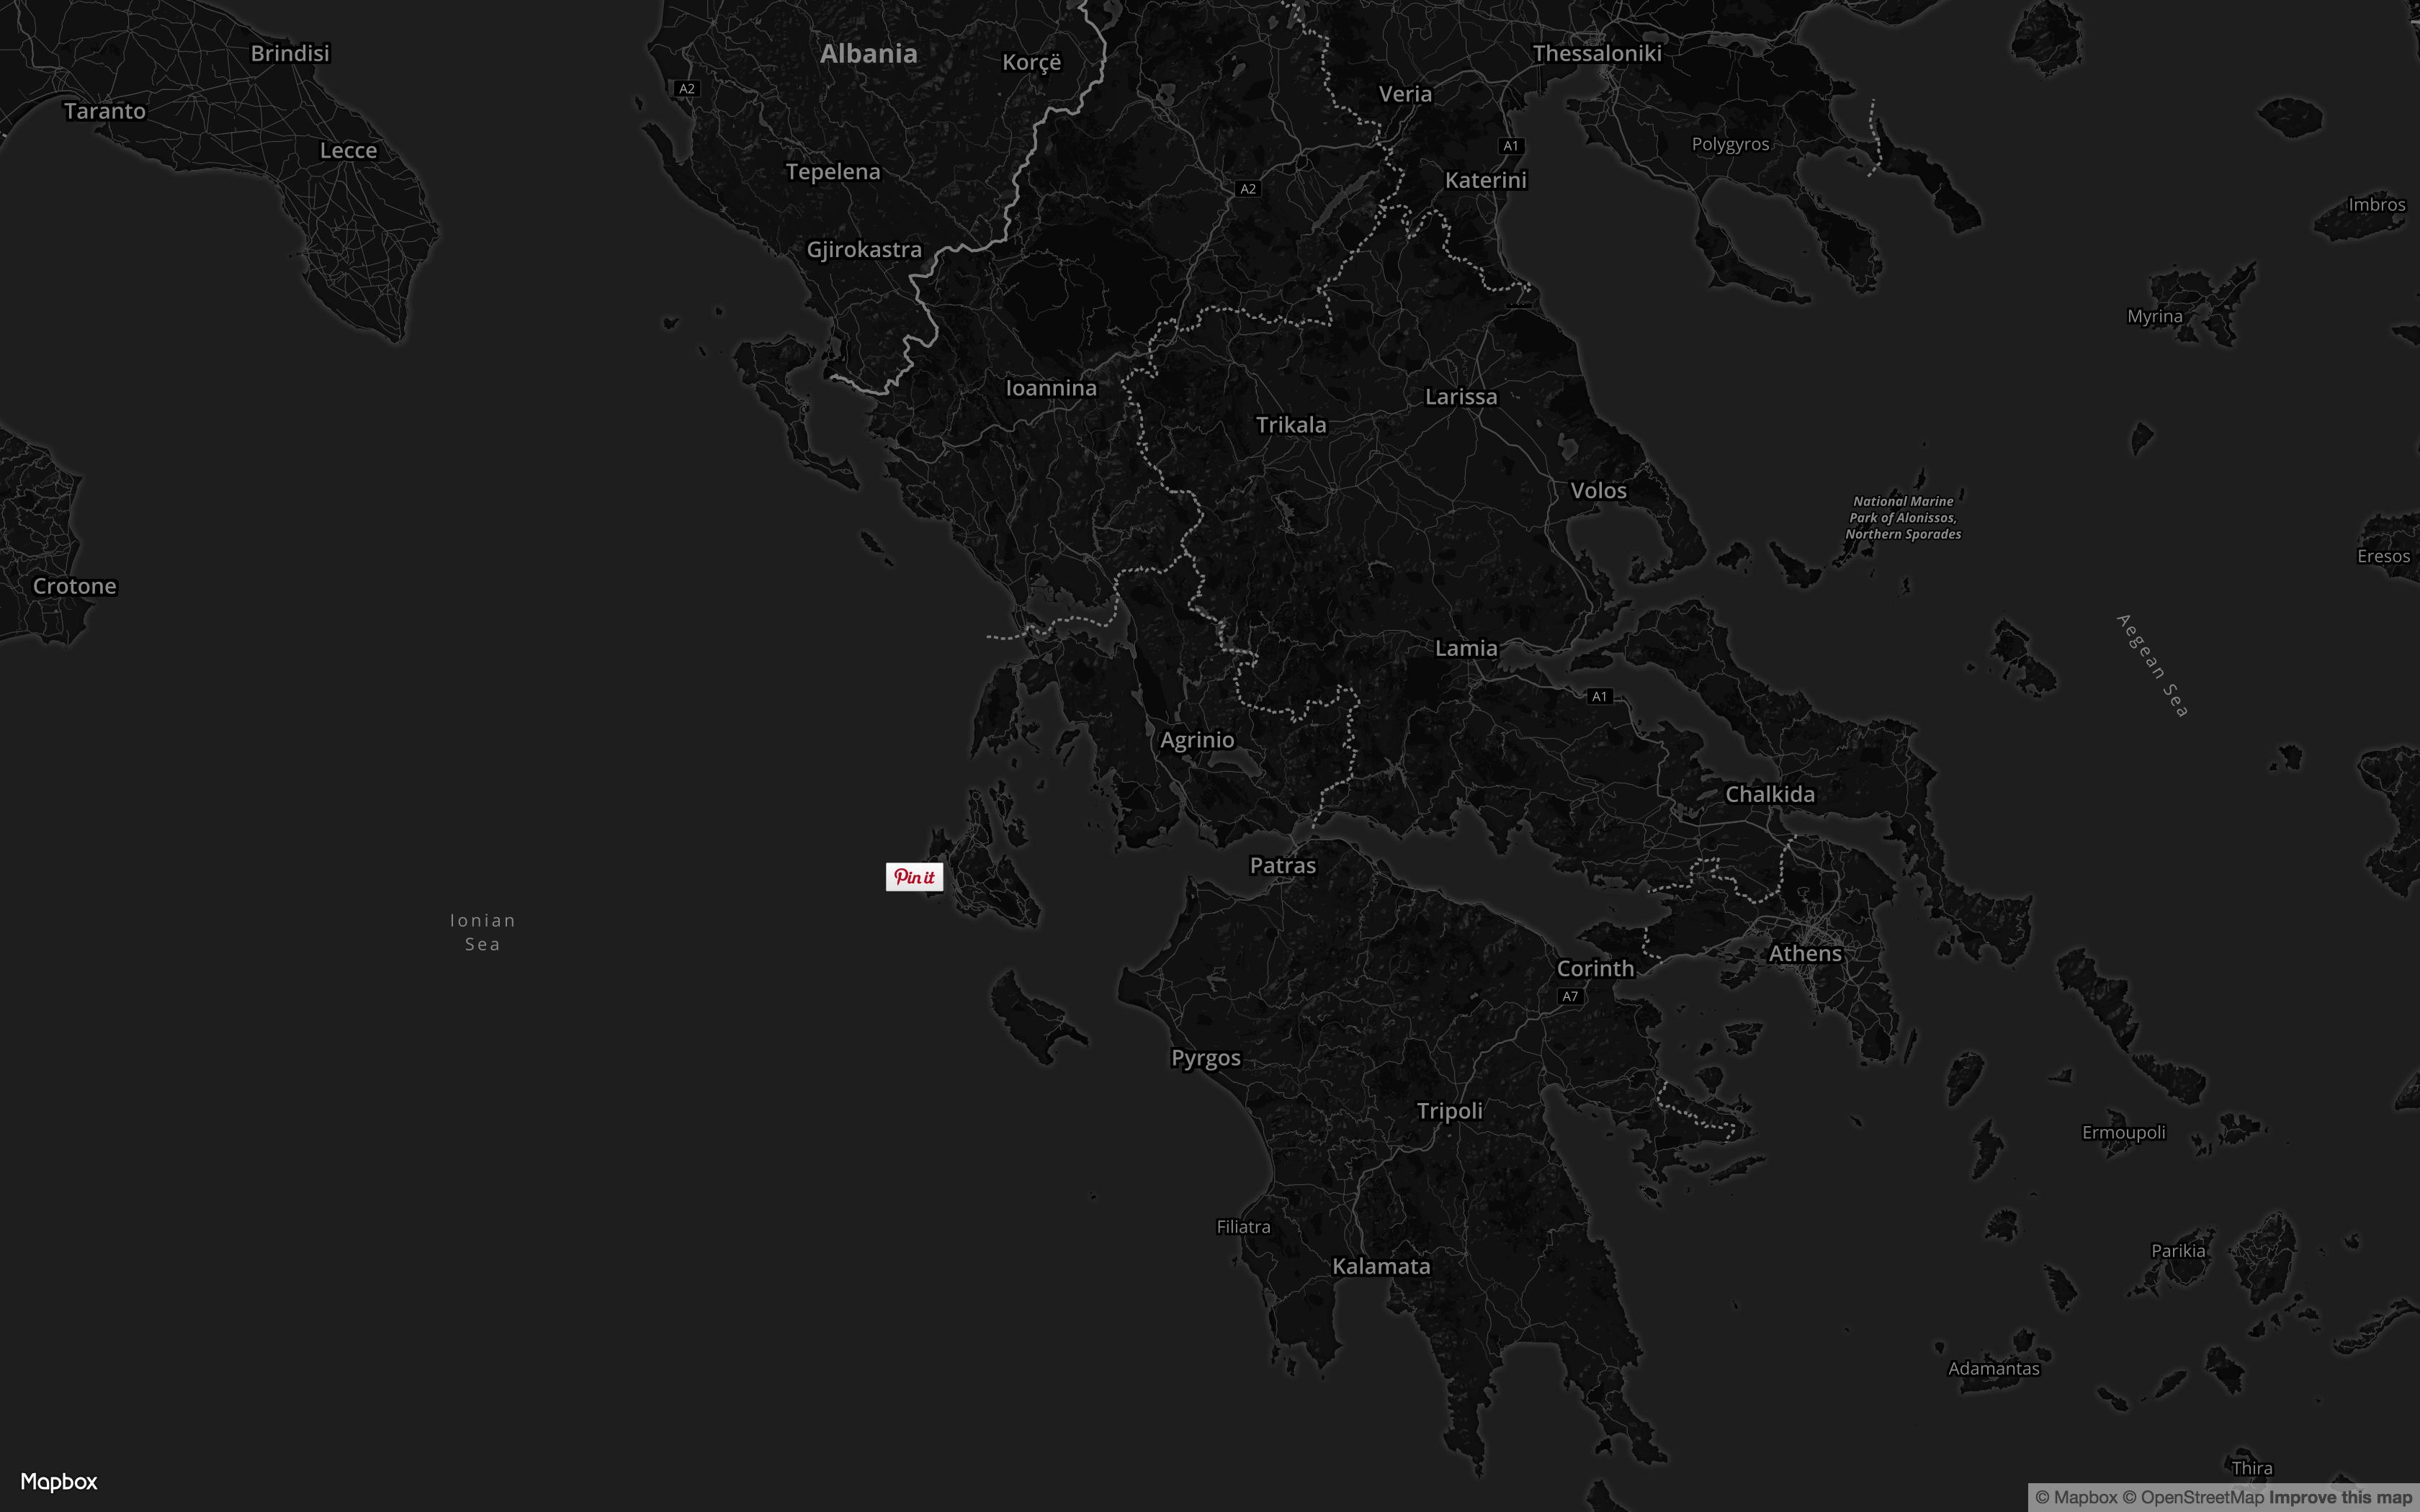 Brindisi
Albania
Korçë
Thessaloniki
A2
Veria
Taranto
Lecce
A1
Polygyros
Tepelena
Katerini
A2
Imbros
Gjirokastra
Myrina
Ioannina
Larissa
Trikala
Volos
National Marine
Park of Alonissos,
Northern Sporades
Eresos
Crotone
Lamia
Aegean Sea
A1
Agrinio
Chalkida
Patras
Pin it
Ionian
Sea
Athens
Corinth
A7
Pyrgos
Tripoli
Ermoupoli
Filiatra
Parikia
Kalamata
Adamantas
Thira
Mapbox
© Mapbox © OpenStreetMap Improve this map